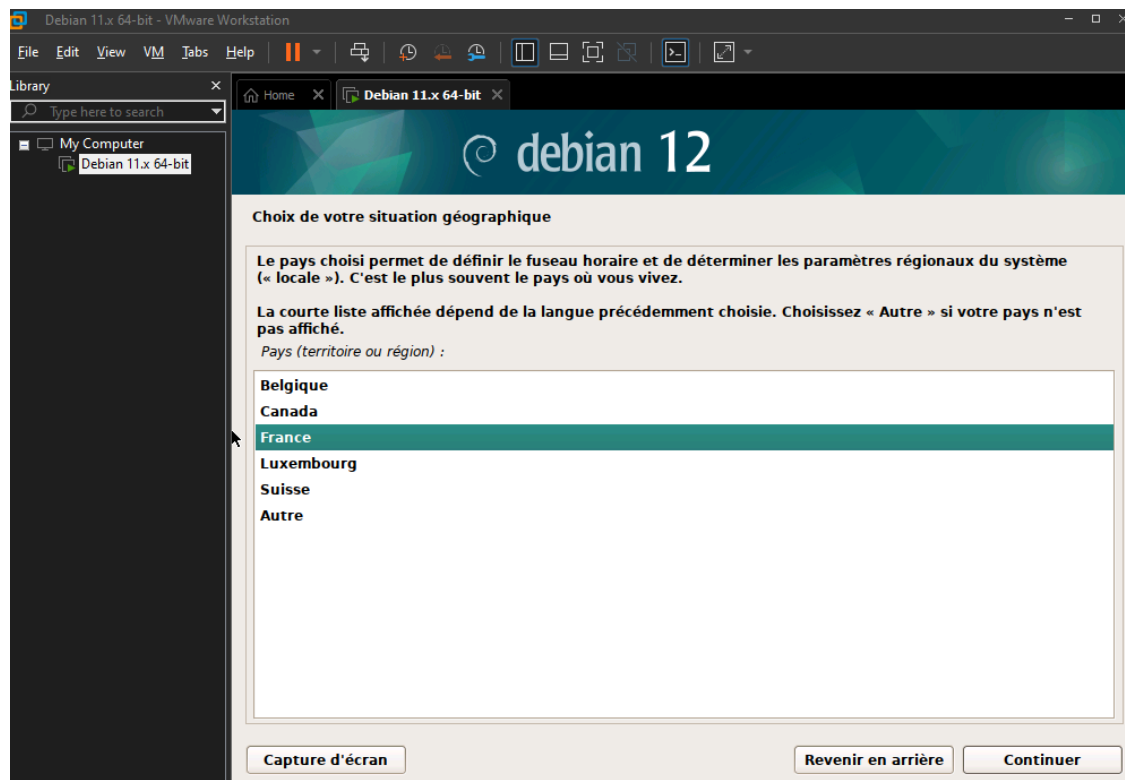 Debian 11.x 64-bit - VMware Workstation
File Edit View VM Tabs Help
Library
Home
Debian 11.x 64-bit
Type here to search
My Computer
Debian 11.x 64-bit
debian 12
Choix de votre situation géographique
Le pays choisi permet de définir le fuseau horaire et de déterminer les paramètres régionaux du système
(« locale »). C'est le plus souvent le pays où vous vivez.
La courte liste affichée dépend de la langue précédemment choisie. Choisissez « Autre » si votre pays n'est
pas affiché.
Pays (territoire ou région) :
Belgique
Canada
France
Luxembourg
Suisse
Autre
Capture d'écran
Revenir en arrière
Continuer